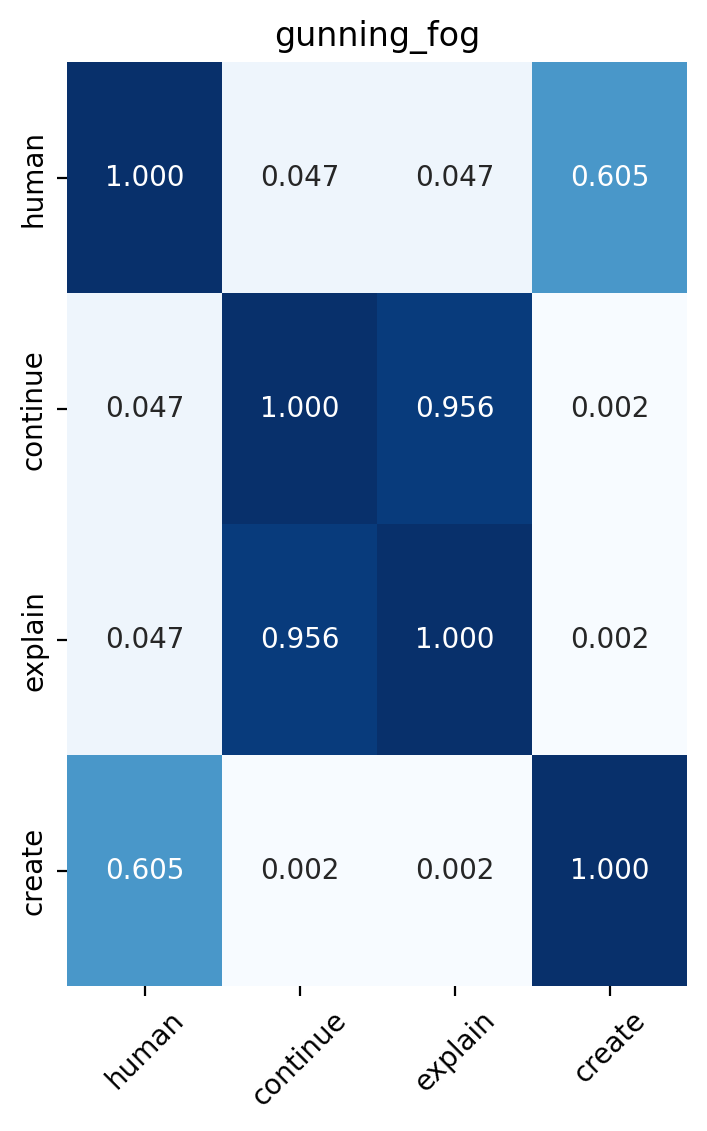 gunning_fog
human 1.000 0.047 0.047 0.605
continue 0.047 1.000 0.956 0.002
explain 0.047 0.956 1.000 0.002
create 0.605 0.002 0.002 1.000
human continue explain create